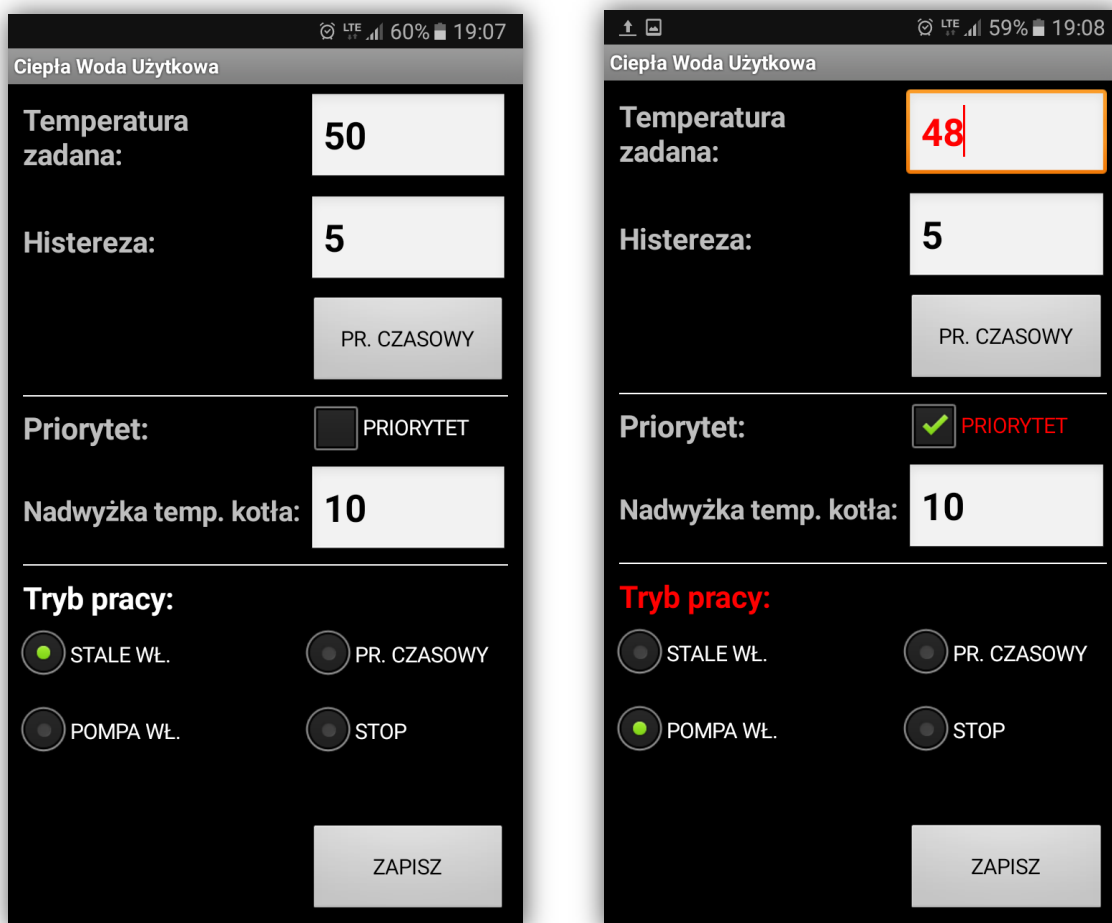 LTE 60% 19:07
Ciepła Woda Użytkowa
Temperatura
zadana:
50
Histereza:
5
PR. CZASOWY
Priorytet:
PRIORYTET
Nadwyżka temp. kotła:
10
Tryb pracy:
STALE WŁ.
PR. CZASOWY
POMPA WŁ.
STOP
ZAPISZ
LTE 59% 19:08
Ciepła Woda Użytkowa
Temperatura
zadana:
48
Histereza:
5
PR. CZASOWY
Priorytet:
PRIORYTET
Nadwyżka temp. kotła:
10
Tryb pracy:
STALE WŁ.
PR. CZASOWY
POMPA WŁ.
STOP
ZAPISZ